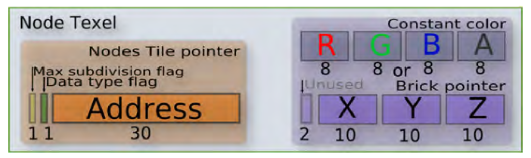 Node Texel
Nodes Tile pointer
Max subdivision flag
Data type flag
Address
1 1 30
Constant color
R G B A
8 8 or 8 8
Unused
Brick pointer
X Y Z
2 10 10 10